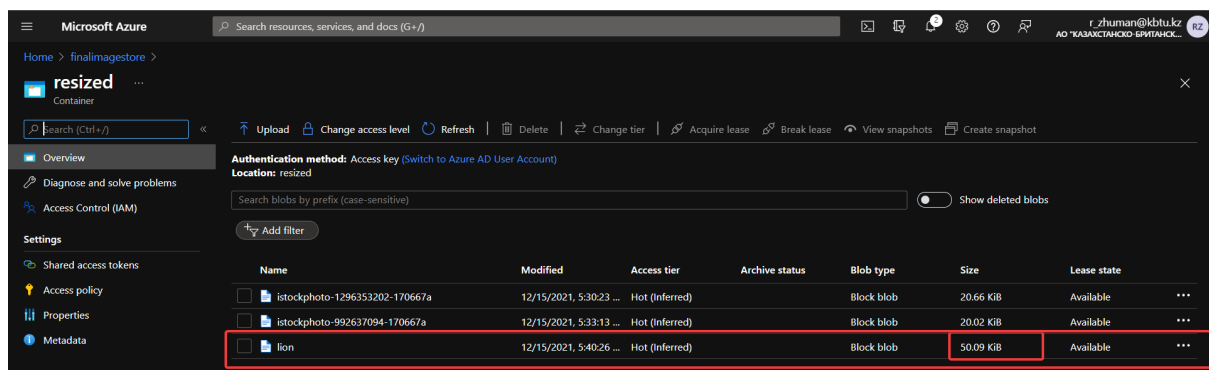 Microsoft Azure
Search resources, services, and docs (G+/)
2
r_zhuman@kbtu.kz
АО "КАЗАХСТАНСКО-БРИТАНСК...
RZ
Home > finalimagestore >
resized ...
Container
Search (Ctrl+/)
«
Overview
Diagnose and solve problems
Access Control (IAM)
Settings
Shared access tokens
Access policy
Properties
Metadata
Upload Change access level Refresh Delete Change tier Acquire lease Break lease View snapshots Create snapshot
Authentication method: Access key (Switch to Azure AD User Account)
Location: resized
Search blobs by prefix (case-sensitive)
Show deleted blobs
Add filter
Name Modified Access tier Archive status Blob type Size Lease state
istockphoto-1296353202-170667a 12/15/2021, 5:30:23 ... Hot (Inferred) Block blob 20.66 KiB Available ...
istockphoto-992637094-170667a 12/15/2021, 5:33:13 ... Hot (Inferred) Block blob 20.02 KiB Available ...
lion 12/15/2021, 5:40:26 ... Hot (Inferred) Block blob 50.09 KiB Available ...